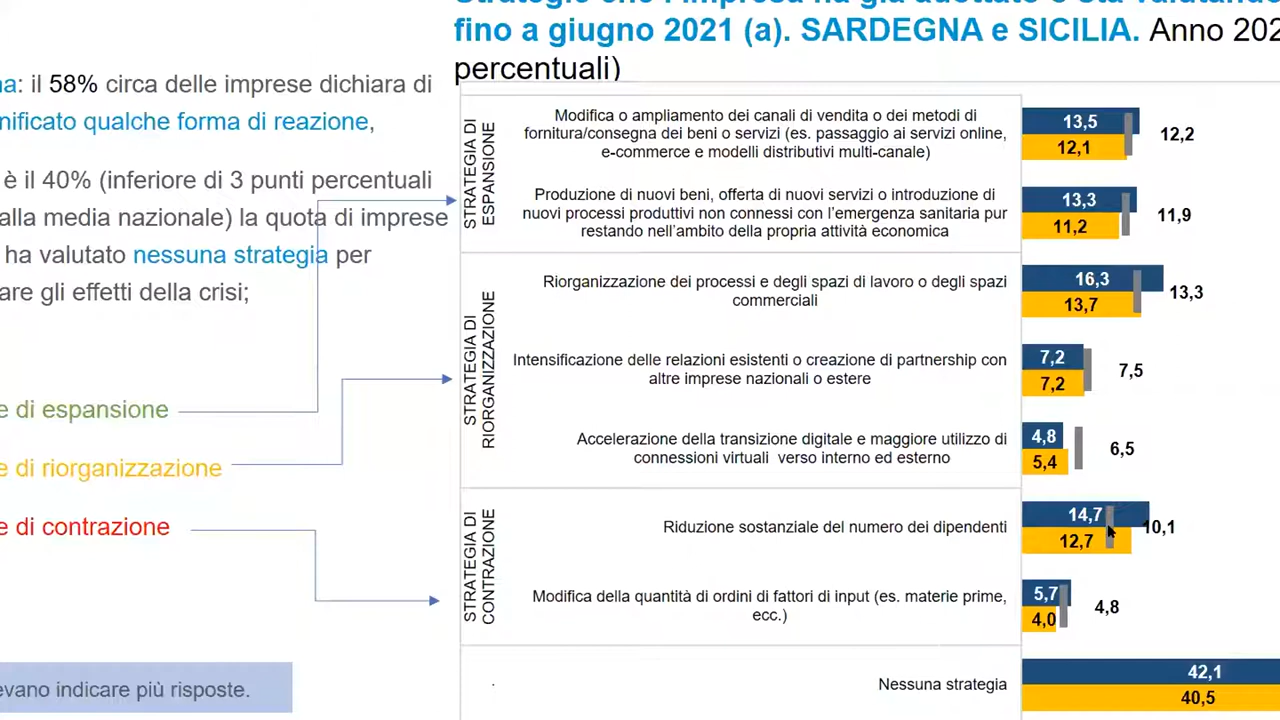 fino a giugno 2021 (a). SARDEGNA e SICILIA. Anno 202
percentuali)
na: il 58% circa delle imprese dichiara di
nificato qualche forma di reazione,
è il 40% (inferiore di 3 punti percentuali
alla media nazionale) la quota di imprese
ha valutato nessuna strategia per
are gli effetti della crisi;
e di espansione
e di riorganizzazione
e di contrazione
evano indicare più risposte.
STRATEGIA DI
ESPANSIONE
Modifica o ampliamento dei canali di vendita o dei metodi di
fornitura/consegna dei beni o servizi (es. passaggio ai servizi online,
e-commerce e modelli distributivi multi-canale)
13,5
12,1
12,2
Produzione di nuovi beni, offerta di nuovi servizi o introduzione di
nuovi processi produttivi non connessi con l'emergenza sanitaria pur
restando nell'ambito della propria attività economica
13,3
11,2
11,9
STRATEGIA DI
RIORGANIZZAZIONE
Riorganizzazione dei processi e degli spazi di lavoro o degli spazi
commerciali
16,3
13,7
13,3
Intensificazione delle relazioni esistenti o creazione di partnership con
altre imprese nazionali o estere
7,2
7,2
7,5
Accelerazione della transizione digitale e maggiore utilizzo di
connessioni virtuali verso interno ed esterno
4,8
5,4
6,5
STRATEGIA DI
CONTRAZIONE
Riduzione sostanziale del numero dei dipendenti
14,7
12,7
10,1
Modifica della quantità di ordini di fattori di input (es. materie prime,
ecc.)
5,7
4,0
4,8
Nessuna strategia
42,1
40,5